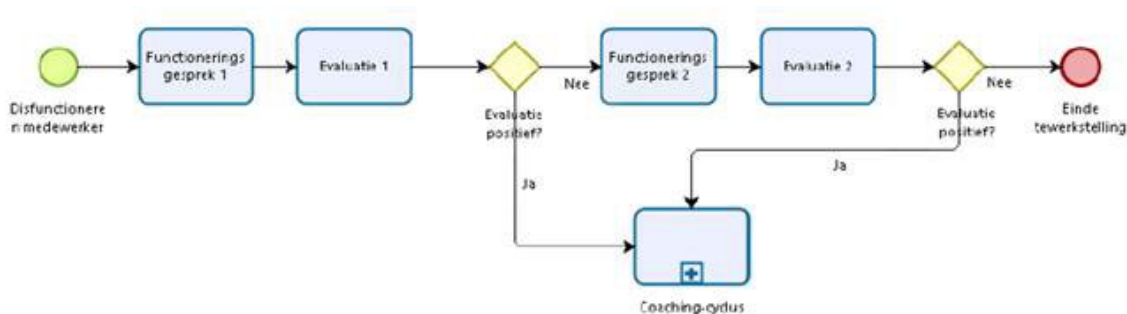 Functionerings
gesprek 1
Evaluatie 1
Functionerings
gesprek 2
Evaluatie 2
Nee
Nee
Disfunctionere
n medewerker
Evaluatie
positief?
Evaluatie
positief?
Einde
tewerkstelling
Ja
Ja
Coaching-cyclus